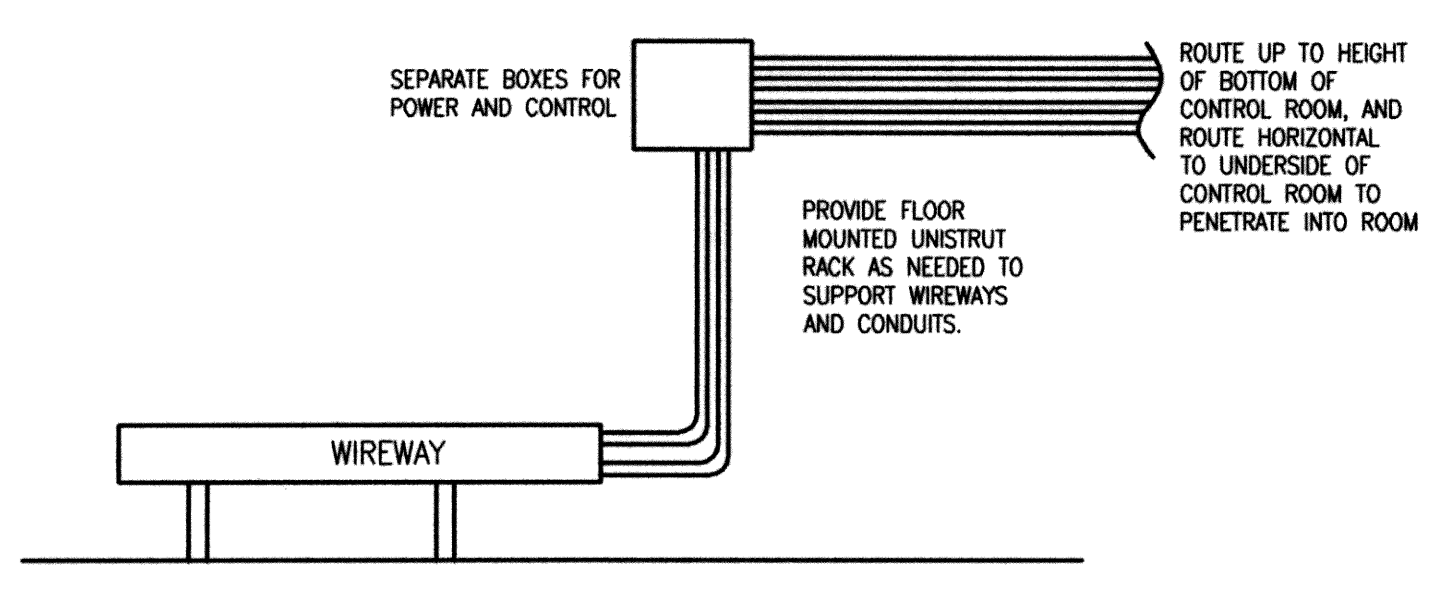 SEPARATE BOXES FOR
POWER AND CONTROL
ROUTE UP TO HEIGHT
OF BOTTOM OF
CONTROL ROOM, AND
ROUTE HORIZONTAL
TO UNDERSIDE OF
CONTROL ROOM TO
PENETRATE INTO ROOM
PROVIDE FLOOR
MOUNTED UNISTRUT
RACK AS NEEDED TO
SUPPORT WIREWAYS
AND CONDUITS.
WIREWAY